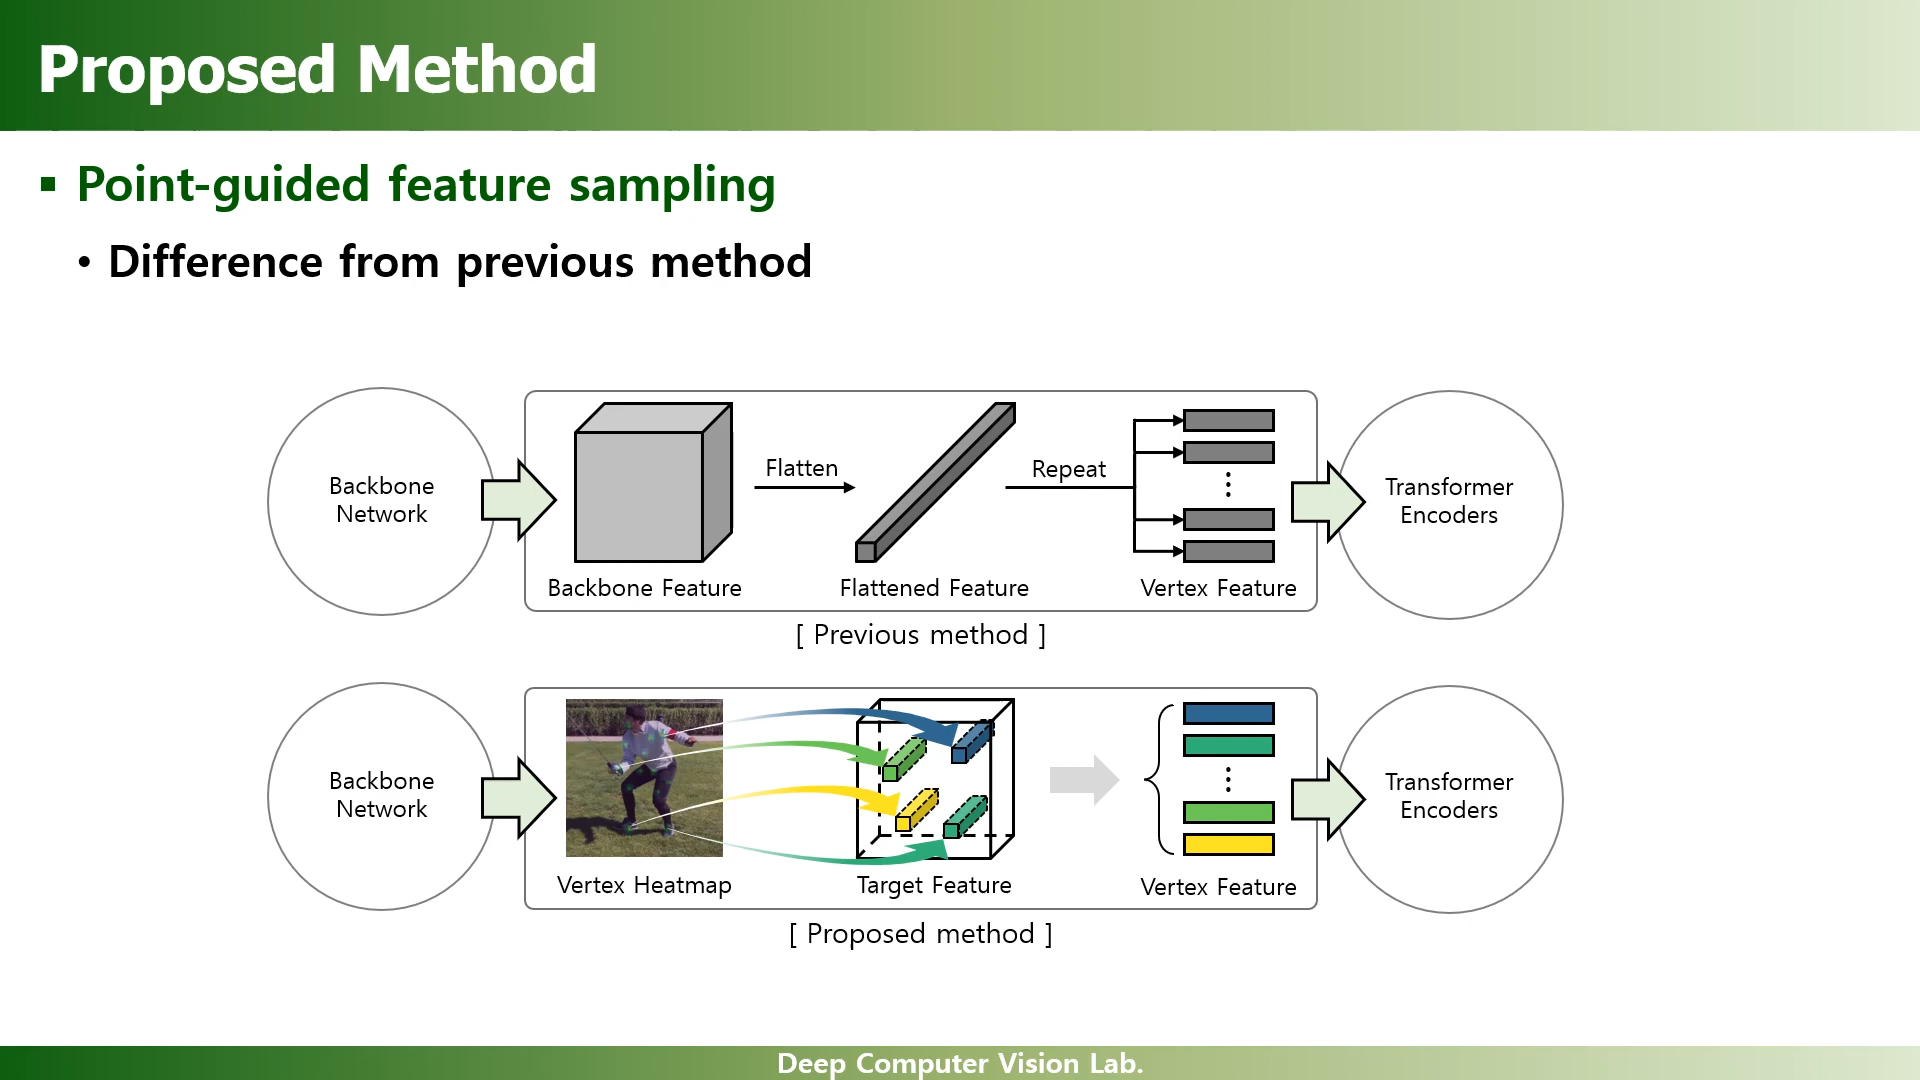 Proposed Method
▪ Point-guided feature sampling
• Difference from previous method
Backbone
Network
Flatten
Repeat
Backbone Feature
Flattened Feature
Vertex Feature
Transformer
Encoders
[ Previous method ]
Backbone
Network
Vertex Heatmap
Target Feature
Vertex Feature
Transformer
Encoders
[ Proposed method ]
Deep Computer Vision Lab.